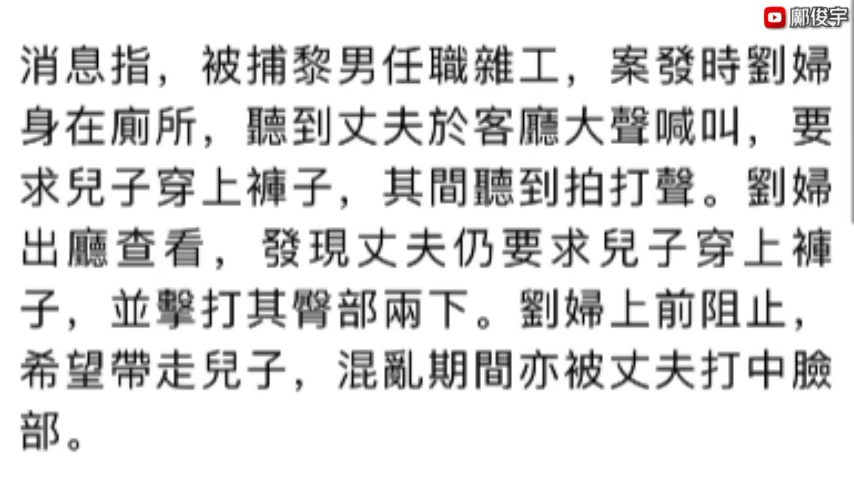 鄺俊宇
消息指，被捕黎男任職雜工，案發時劉婦
身在廁所，聽到丈夫於客廳大聲喊叫，要
求兒子穿上褲子，其間聽到拍打聲。劉婦
出廳查看，發現丈夫仍要求兒子穿上褲
子，並擊打其臀部兩下。劉婦上前阻止，
希望帶走兒子，混亂期間亦被丈夫打中臉
部。